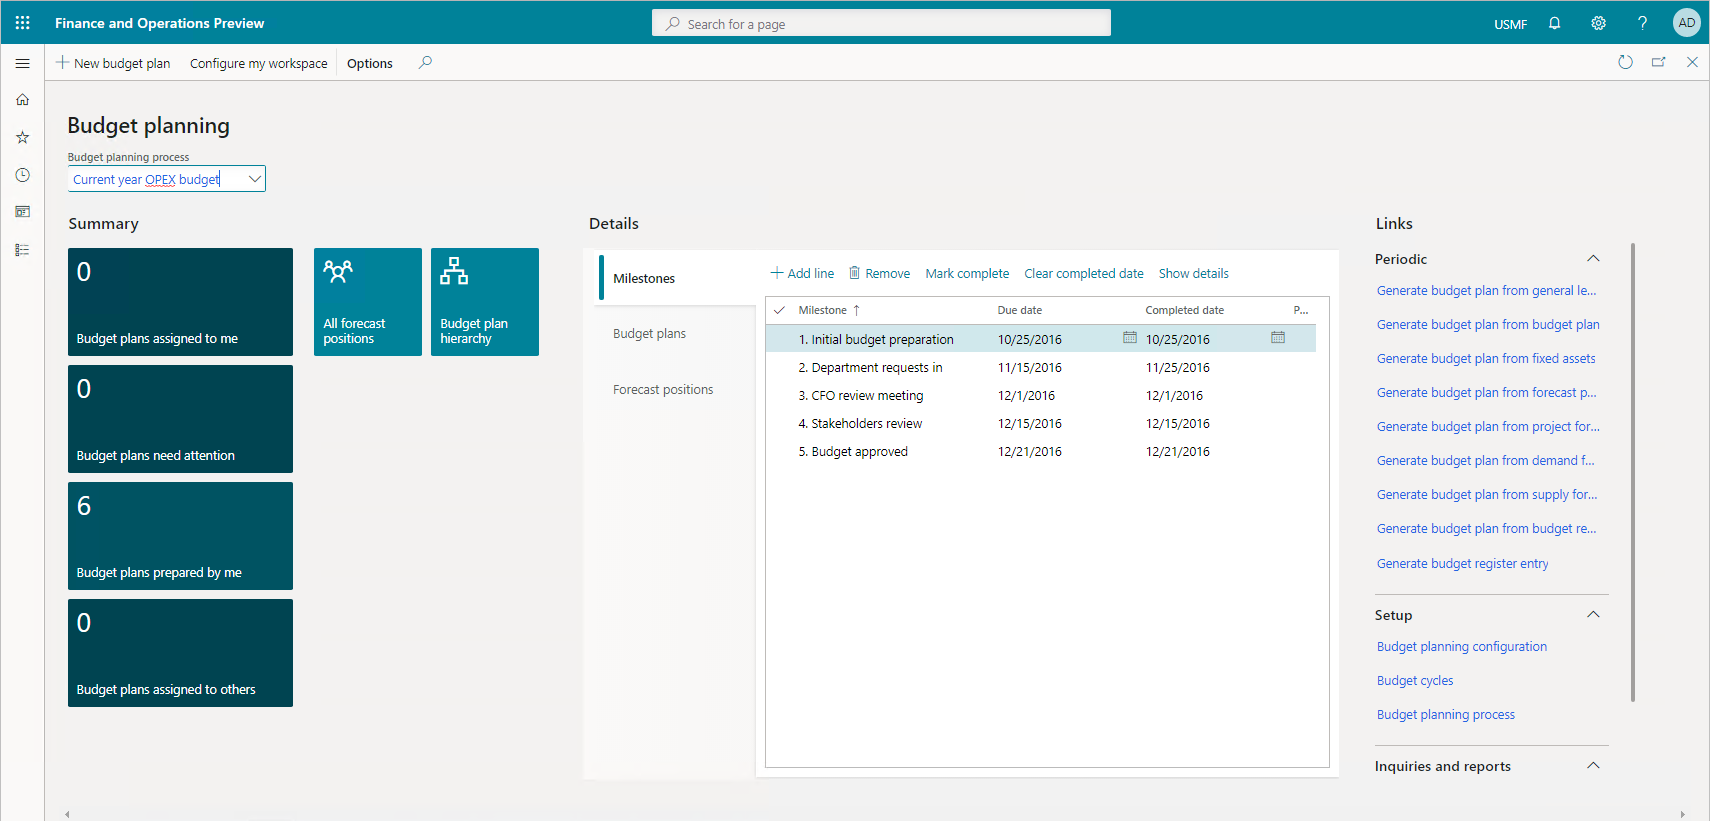 Finance and Operations Preview
Search for a page
USMF
?
AD
New budget plan
Configure my workspace
Options
Budget planning
Budget planning process
Current year OPEX budget
Summary
0
Budget plans assigned to me
0
Budget plans need attention
6
Budget plans prepared by me
0
Budget plans assigned to others
All forecast
positions
Budget plan
hierarchy
Details
Milestones
Budget plans
Forecast positions
Add line Remove Mark complete Clear completed date Show details
Milestone Due date Completed date P...
1. Initial budget preparation 10/25/2016 10/25/2016
2. Department requests in 11/15/2016 11/25/2016
3. CFO review meeting 12/1/2016 12/1/2016
4. Stakeholders review 12/15/2016 12/15/2016
5. Budget approved 12/21/2016 12/21/2016
Links
Periodic
Generate budget plan from general le...
Generate budget plan from budget plan
Generate budget plan from fixed assets
Generate budget plan from forecast p...
Generate budget plan from project for...
Generate budget plan from demand f...
Generate budget plan from supply for...
Generate budget plan from budget re...
Generate budget register entry
Setup
Budget planning configuration
Budget cycles
Budget planning process
Inquiries and reports